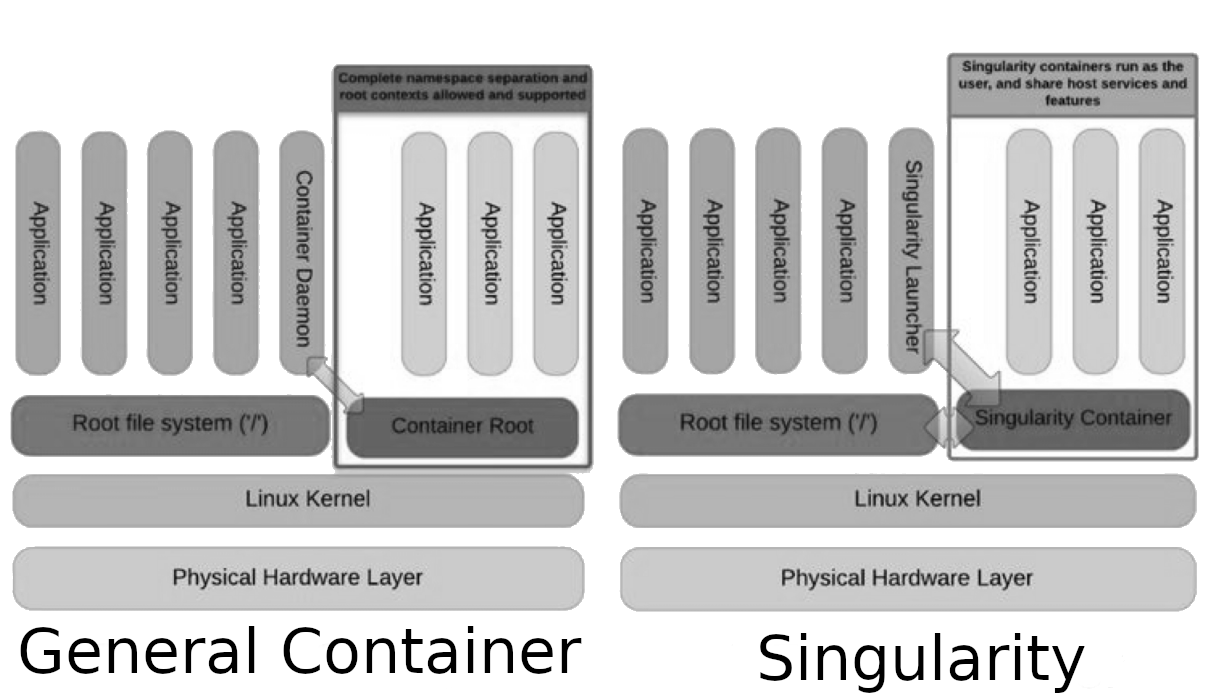 Complete namespace separation and
root contexts allowed and supported
Application
Application
Application
Application
Container Daemon
Application
Application
Application
Root file system ('/')
Container Root
Linux Kernel
Physical Hardware Layer
General Container
Singularity containers run as the
user, and share host services and
features
Application
Application
Application
Application
Singularity Launcher
Application
Application
Application
Root file system ('/')
Singularity Container
Linux Kernel
Physical Hardware Layer
Singularity